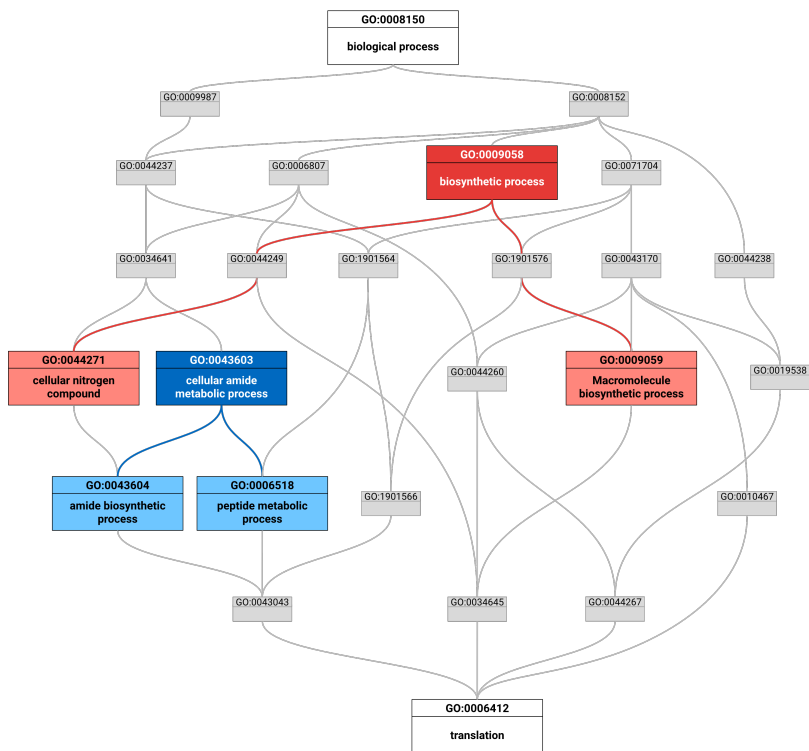 GO:0008150
biological process
GO:0009987
GO:0008152
GO:0044237
GO:0006807
GO:0009058
biosynthetic process
GO:0071704
GO:0034641
GO:0044249
GO:1901564
GO:1901576
GO:0043170
GO:0044238
GO:0044271
cellular nitrogen
compound
GO:0043603
cellular amide
metabolic process
GO:0044260
GO:0009059
Macromolecule
biosynthetic process
GO:0019538
GO:0043604
amide biosynthetic
process
GO:0006518
peptide metabolic
process
GO:1901566
GO:0010467
GO:0043043
GO:0034645
GO:0044267
GO:0006412
translation